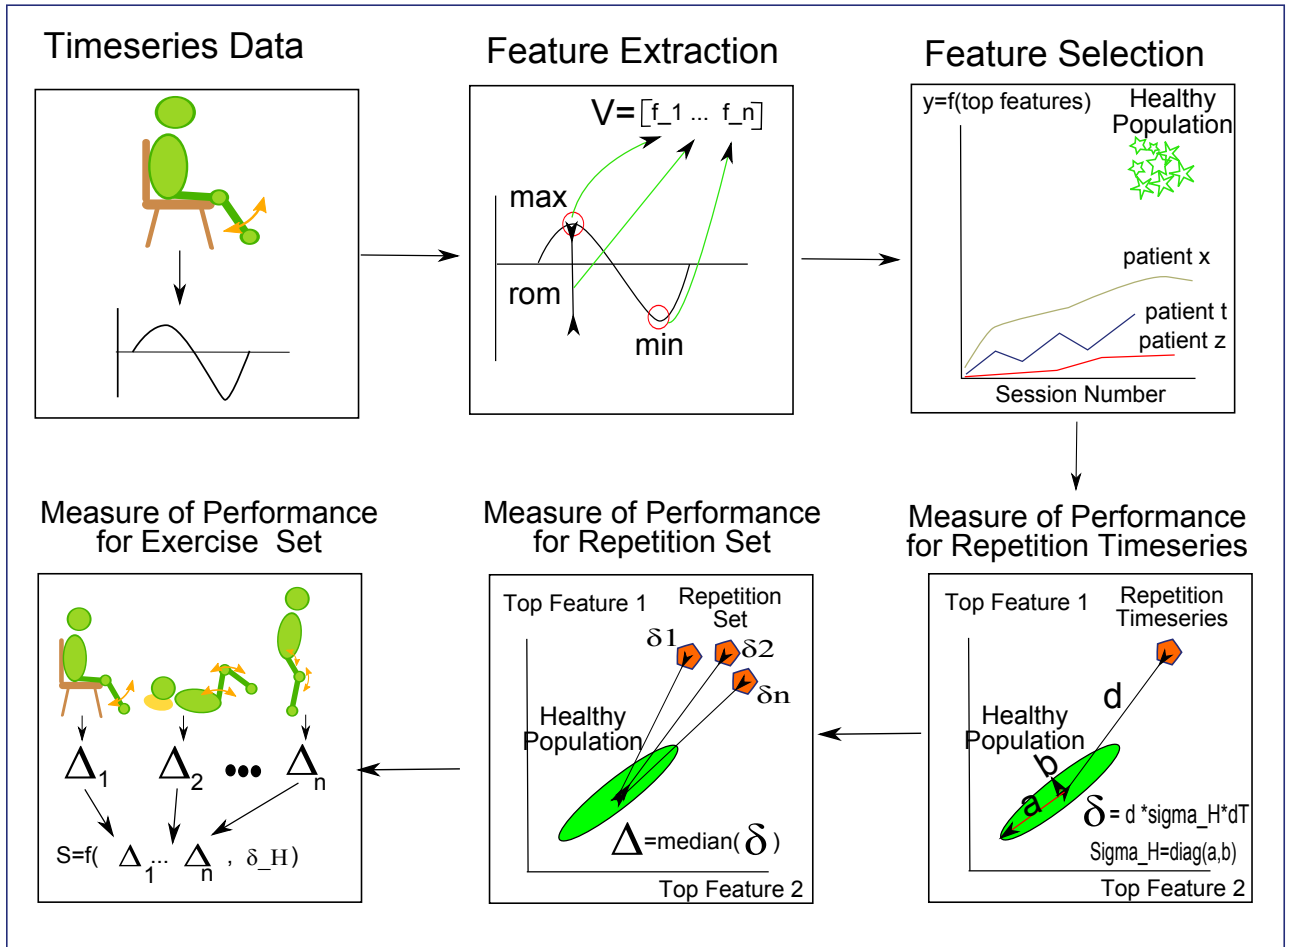 Timeseries Data
Feature Extraction
V=[f_1 ... f_n]
max
rom
min
Feature Selection
y=f(top features)
Healthy
Population
patient x
patient t
patient z
Session Number
Measure of Performance
for Exercise Set
Δ1
Δ2
•••
Δn
S=f( Δ1... Δn , δ_H)
Measure of Performance
for Repetition Set
Top Feature 1
Repetition
Set
δ1
δ2
δn
Healthy
Population
Δ=median(δ)
Top Feature 2
Measure of Performance
for Repetition Timeseries
Top Feature 1
Repetition
Timeseries
d
Healthy
Population
b
a
δ= d *sigma_H*dT
Sigma_H=diag(a,b)
Top Feature 2